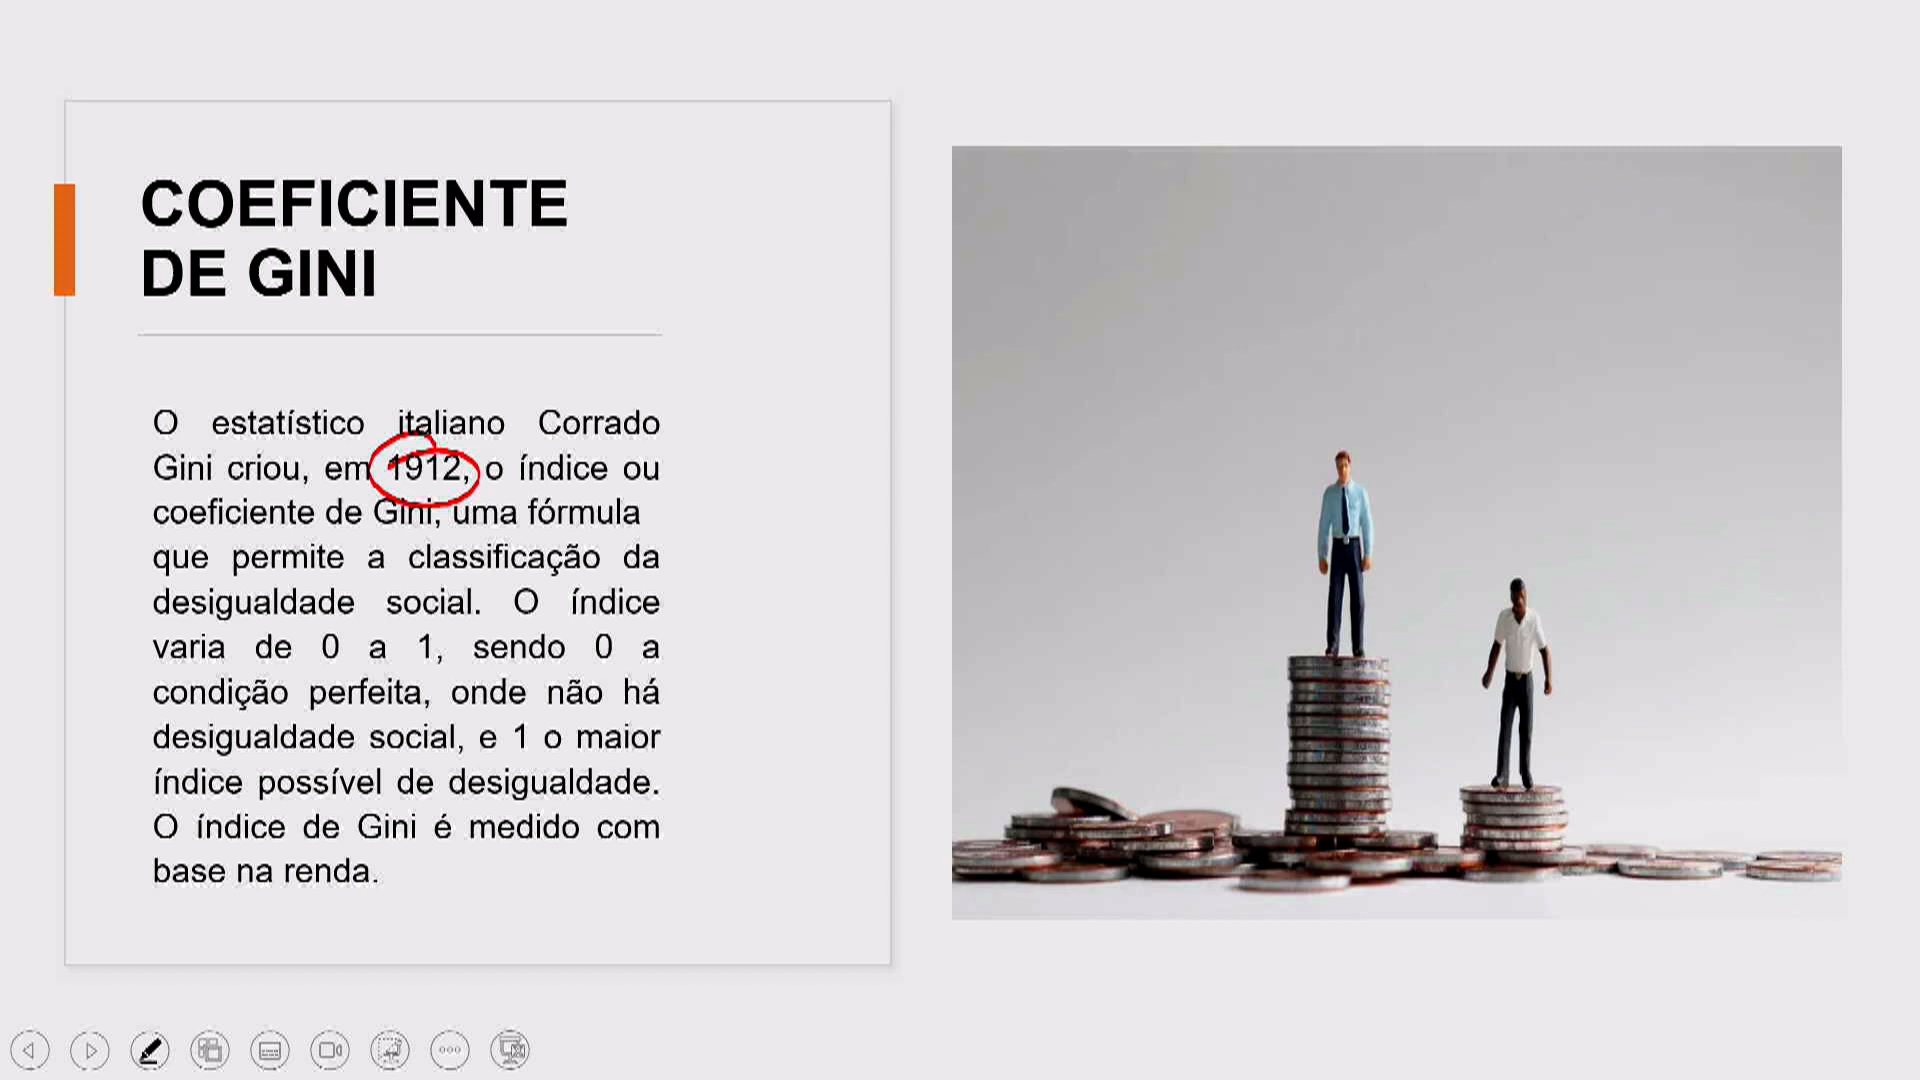 COEFICIENTE
DE GINI
O estatístico italiano Corrado
Gini criou, em 1912, o índice ou
coeficiente de Gini, uma fórmula
que permite a classificação da
desigualdade social. O índice
varia de 0 a 1, sendo 0 a
condição perfeita, onde não há
desigualdade social, e 1 o maior
índice possível de desigualdade.
O índice de Gini é medido com
base na renda.